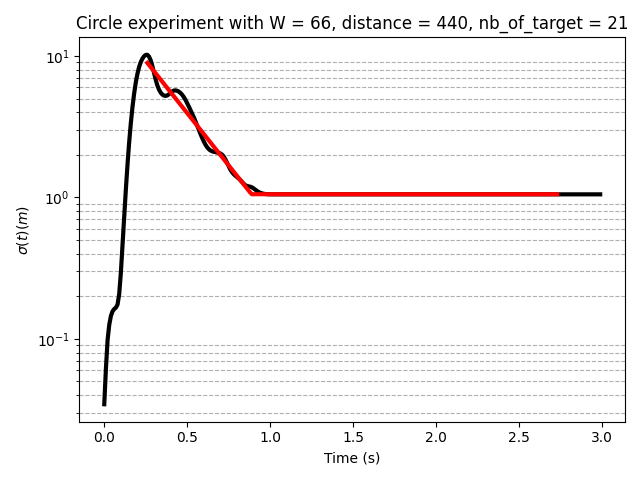 Circle experiment with W = 66, distance = 440, nb_of_target = 21
10¹
10⁰
10⁻¹
σ(t)(m)
0.0 0.5 1.0 1.5 2.0 2.5 3.0
Time (s)